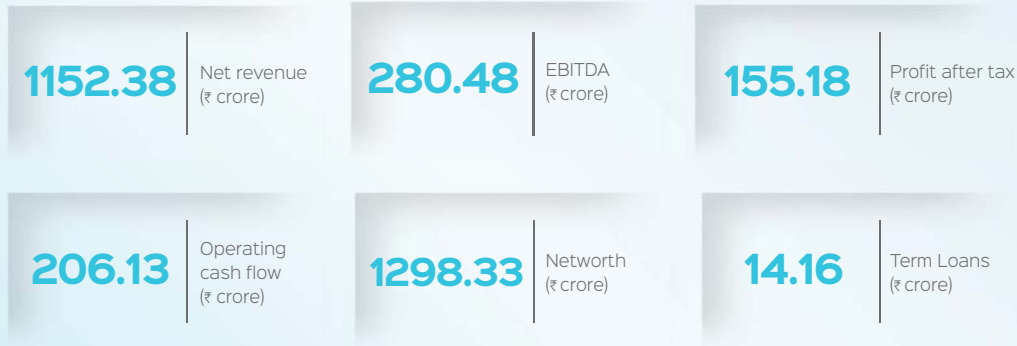 1152.38
Net revenue
(₹ crore)
280.48
EBITDA
(₹ crore)
155.18
Profit after tax
(₹ crore)
206.13
Operating
cash flow
(₹ crore)
1298.33
Networth
(₹ crore)
14.16
Term Loans
(₹ crore)